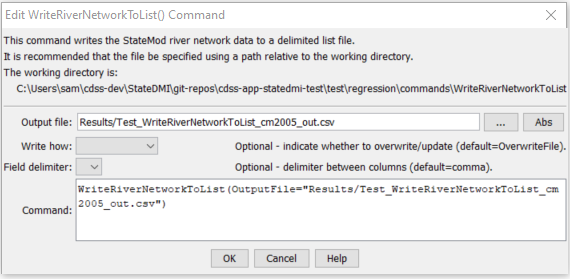 Edit WriteRiverNetworkToList() Command
This command writes the StateMod river network data to a delimited list file.
It is recommended that the file be specified using a path relative to the working directory.
The working directory is:
C:\Users\sam\cdss-dev\StateDMI\git-repos\cdss-app-statedmi-test\test\regression\commands\WriteRiverNetworkToList
Output file: Results/Test_WriteRiverNetworkToList_cm2005_out.csv ... Abs
Write how: Optional - indicate whether to overwrite/update (default=OverwriteFile).
Field delimiter: Optional - delimiter between columns (default=comma).
Command: WriteRiverNetworkToList(OutputFile="Results/Test_WriteRiverNetworkToList_cm
2005_out.csv")
OK Cancel Help